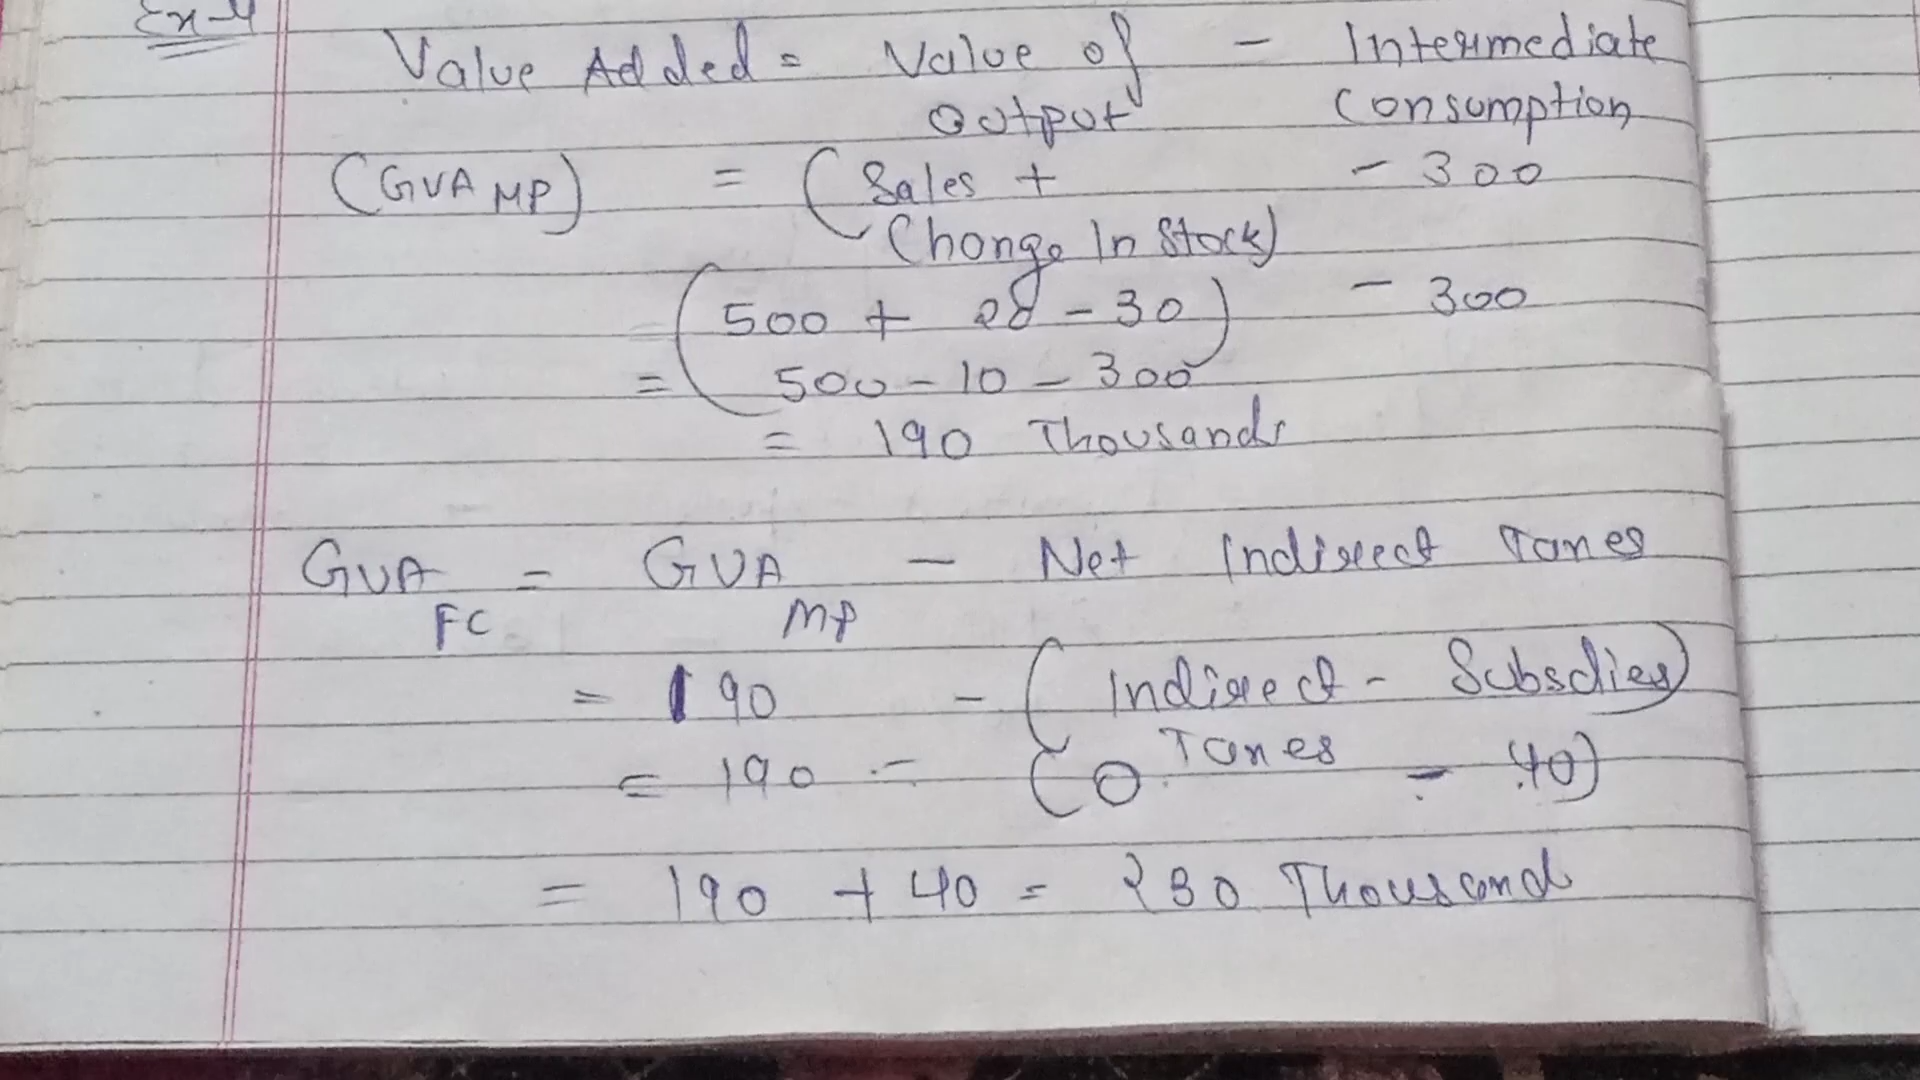 Ex-4
Value Added = Value of Output - Intermediate Consumption
(GVA MP) = (Sales + Change In Stock) - 300
= (500 + 20 - 30) - 300
= 500 - 10 - 300
= 190 Thousands
GVA FC = GVA MP - Net Indirect Taxes
= 190 - (Indirect Taxes - Subsdies)
= 190 - (0 - 40)
= 190 + 40 = 230 Thousand